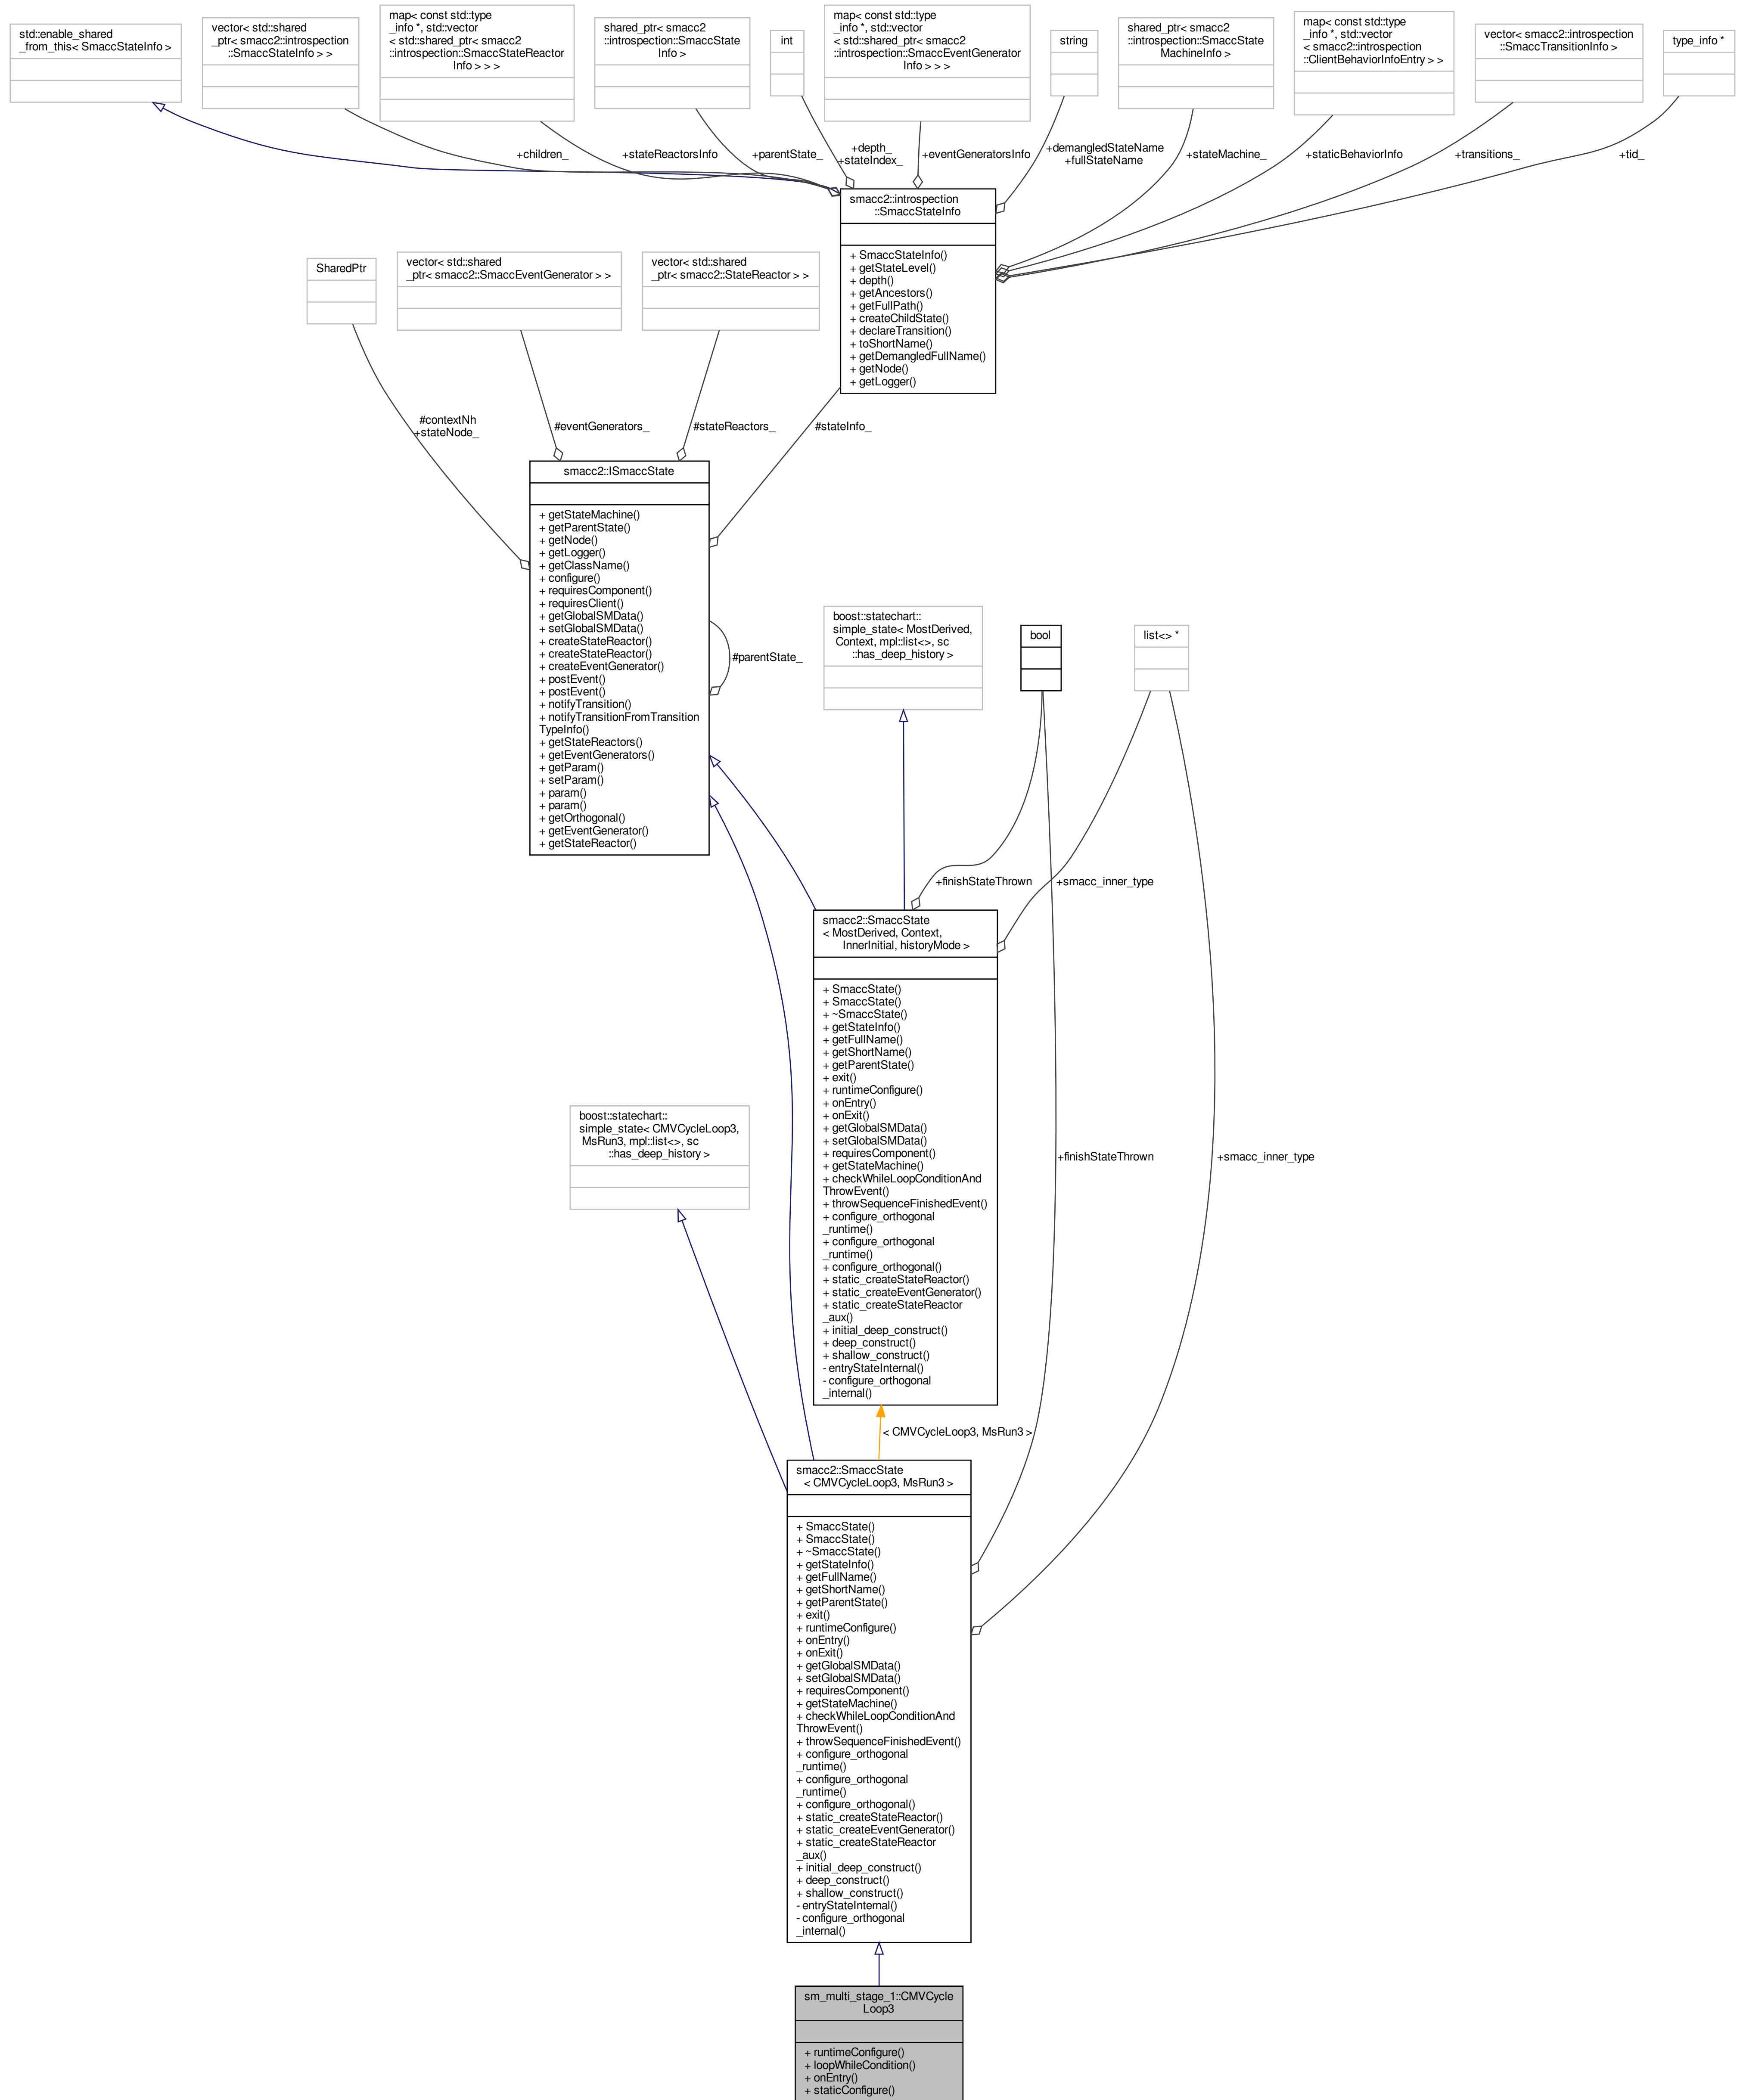 std::enable_shared
_from_this< SmaccStateInfo >
vector< std::shared
_ptr< smacc2::introspection
::SmaccStateInfo > >
map< const std::type
_info *, std::vector
< std::shared_ptr< smacc2
::introspection::SmaccStateReactor
Info > > >
shared_ptr< smacc2
::introspection::SmaccState
Info >
int
map< const std::type
_info *, std::vector
< std::shared_ptr< smacc2
::introspection::SmaccEventGenerator
Info > > >
string
shared_ptr< smacc2
::introspection::SmaccState
MachineInfo >
map< const std::type
_info *, std::vector
< smacc2::introspection
::ClientBehaviorInfoEntry > >
vector< smacc2::introspection
::SmaccTransitionInfo >
type_info *
+children_
+stateReactorsInfo
+parentState_
+depth_
+stateIndex_
+eventGeneratorsInfo
+demangledStateName
+fullStateName
+stateMachine_
+staticBehaviorInfo
+transitions_
+tid_
smacc2::introspection
::SmaccStateInfo
+ SmaccStateInfo()
+ getStateLevel()
+ depth()
+ getAncestors()
+ getFullPath()
+ createChildState()
+ declareTransition()
+ toShortName()
+ getDemangledFullName()
+ getNode()
+ getLogger()
SharedPtr
vector< std::shared
_ptr< smacc2::SmaccEventGenerator > >
vector< std::shared
_ptr< smacc2::StateReactor > >
#contextNh
+stateNode_
#eventGenerators_
#stateReactors_
#stateInfo_
smacc2::ISmaccState
+ getStateMachine()
+ getParentState()
+ getNode()
+ getLogger()
+ getClassName()
+ configure()
+ requiresComponent()
+ requiresClient()
+ getGlobalSMData()
+ setGlobalSMData()
+ createStateReactor()
+ createStateReactor()
+ createEventGenerator()
+ postEvent()
+ postEvent()
+ notifyTransition()
+ notifyTransitionFromTransition
TypeInfo()
+ getStateReactors()
+ getEventGenerators()
+ getParam()
+ setParam()
+ param()
+ param()
+ getOrthogonal()
+ getEventGenerator()
+ getStateReactor()
#parentState_
boost::statechart::
simple_state< MostDerived,
Context, mpl::list<>, sc
::has_deep_history >
bool
list<> *
+finishStateThrown
+smacc_inner_type
smacc2::SmaccState
< MostDerived, Context,
InnerInitial, historyMode >
+ SmaccState()
+ SmaccState()
+ ~SmaccState()
+ getStateInfo()
+ getFullName()
+ getShortName()
+ getParentState()
+ exit()
+ runtimeConfigure()
+ onEntry()
+ onExit()
+ getGlobalSMData()
+ setGlobalSMData()
+ requiresComponent()
+ getStateMachine()
+ checkWhileLoopConditionAnd
ThrowEvent()
+ throwSequenceFinishedEvent()
+ configure_orthogonal
_runtime()
+ configure_orthogonal
_runtime()
+ configure_orthogonal()
+ static_createStateReactor()
+ static_createEventGenerator()
+ static_createStateReactor
_aux()
+ initial_deep_construct()
+ deep_construct()
+ shallow_construct()
- entryStateInternal()
- configure_orthogonal
_internal()
boost::statechart::
simple_state< CMVCycleLoop3,
MsRun3, mpl::list<>, sc
::has_deep_history >
+finishStateThrown
+smacc_inner_type
< CMVCycleLoop3, MsRun3 >
smacc2::SmaccState
< CMVCycleLoop3, MsRun3 >
+ SmaccState()
+ SmaccState()
+ ~SmaccState()
+ getStateInfo()
+ getFullName()
+ getShortName()
+ getParentState()
+ exit()
+ runtimeConfigure()
+ onEntry()
+ onExit()
+ getGlobalSMData()
+ setGlobalSMData()
+ requiresComponent()
+ getStateMachine()
+ checkWhileLoopConditionAnd
ThrowEvent()
+ throwSequenceFinishedEvent()
+ configure_orthogonal
_runtime()
+ configure_orthogonal
_runtime()
+ configure_orthogonal()
+ static_createStateReactor()
+ static_createEventGenerator()
+ static_createStateReactor
_aux()
+ initial_deep_construct()
+ deep_construct()
+ shallow_construct()
- entryStateInternal()
- configure_orthogonal
_internal()
sm_multi_stage_1::CMVCycle
Loop3
+ runtimeConfigure()
+ loopWhileCondition()
+ onEntry()
+ staticConfigure()